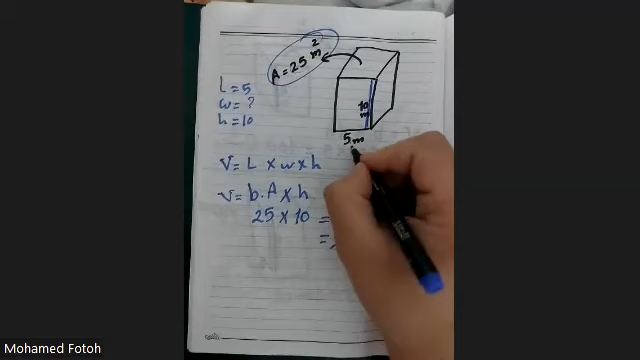 A = 25 m²
L = 5
w = ?
h = 10
10 m
5 m
V = L x w x h
V = b.A x h
25 x 10 =
=
Mohamed Fotoh